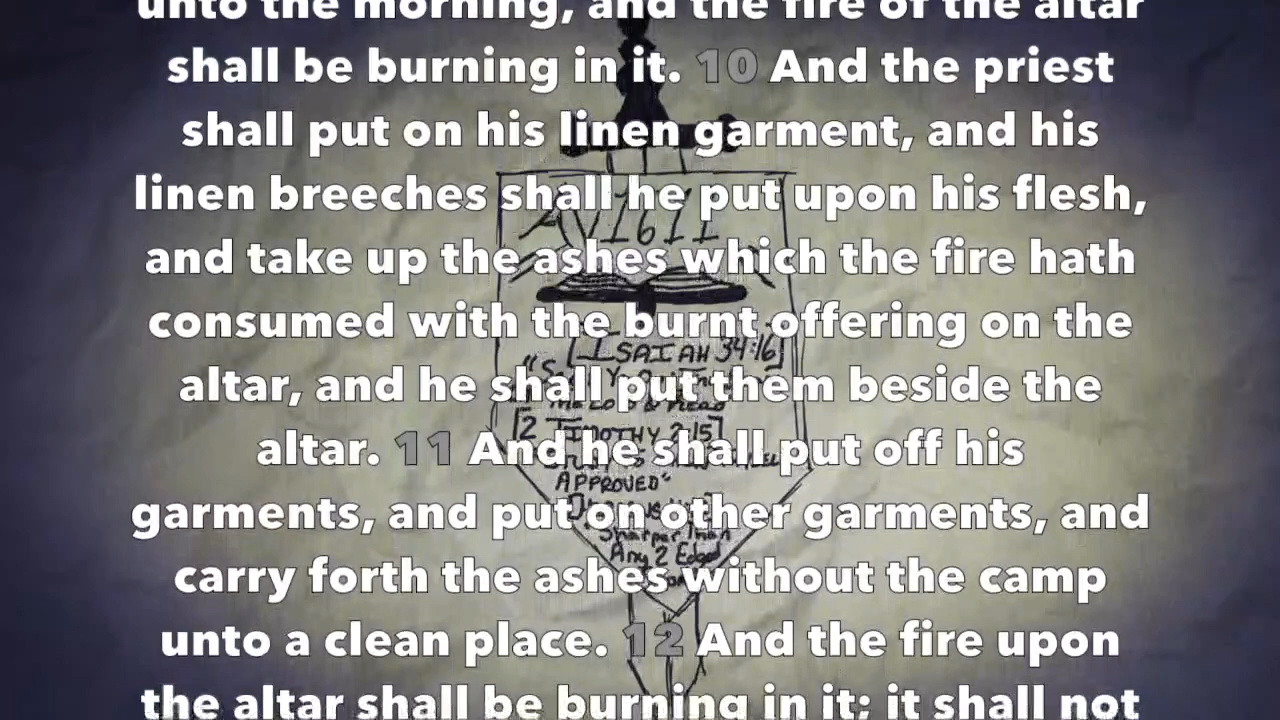 unto the morning, and the fire of the altar
shall be burning in it. 10 And the priest
shall put on his linen garment, and his
linen breeches shall he put upon his flesh,
and take up the ashes which the fire hath
consumed with the burnt offering on the
altar, and he shall put them beside the
altar. 11 And he shall put off his
garments, and put on other garments, and
carry forth the ashes without the camp
unto a clean place. 12 And the fire upon
the altar shall be burning in it; it shall not
AV1611
[ISAIAH 34:16]
& Read
[2 TIMOTHY 2:15]
APPROVED"
Sharper Than
Any 2 Edged